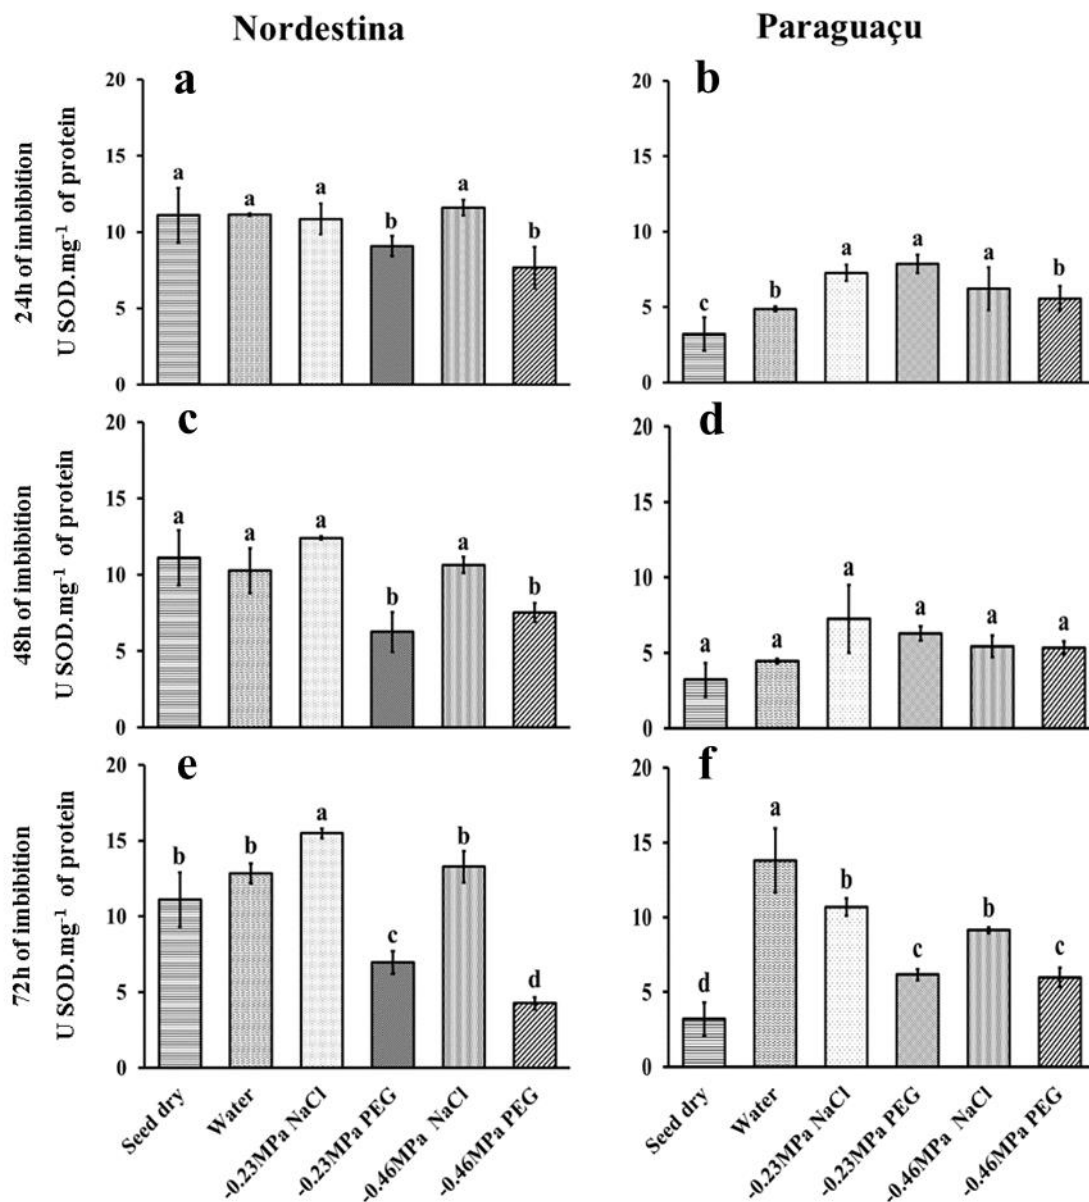 Nordestina
Paraguaçu
24h of imbibition
U SOD.mg⁻¹ of protein
a
20
15
10
5
0
a
a
a
b
a
b
b
20
15
10
5
0
c
b
a
a
a
b
48h of imbibition
U SOD.mg⁻¹ of protein
c
20
15
10
5
0
a
a
a
b
a
b
d
20
15
10
5
0
a
a
a
a
a
a
72h of imbibition
U SOD.mg⁻¹ of protein
e
20
15
10
5
0
b
b
a
c
b
d
f
20
15
10
5
0
d
a
b
c
b
c
Seed dry
Water
-0.23MPa NaCl
-0.23MPa PEG
-0.46MPa NaCl
-0.46MPa PEG
Seed dry
Water
-0.23MPa NaCl
-0.23MPa PEG
-0.46MPa NaCl
-0.46MPa PEG